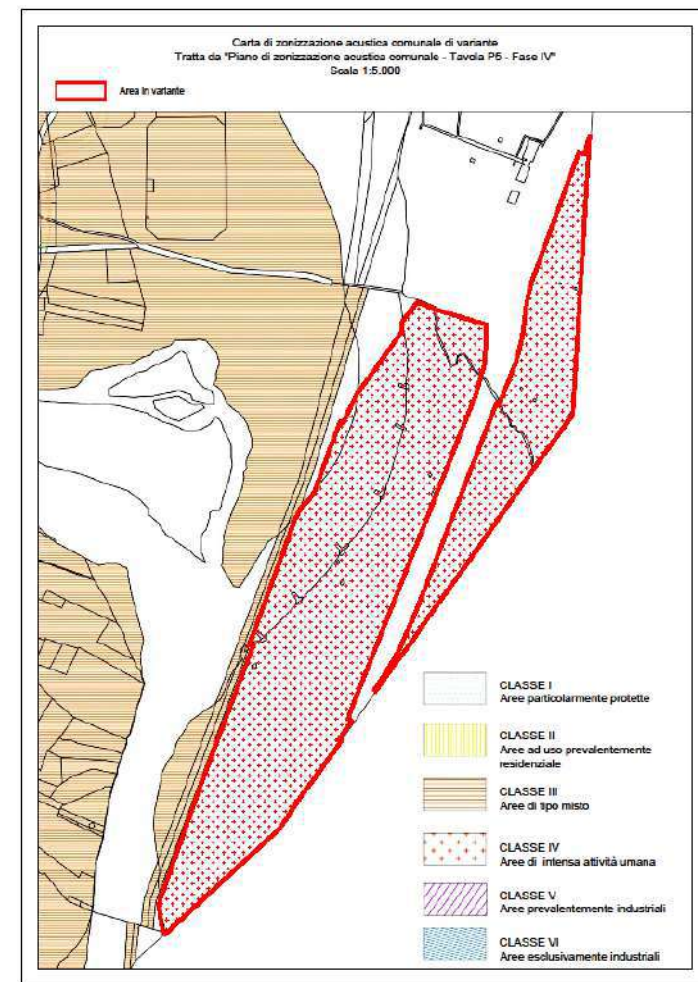 Carta di zonizzazione acustica comunale di variante
Tratta da "Piano di zonizzazione acustica comunale - Tavola P5 - Fase IV"
Scala 1:5.000
Area in variante
CLASSE I
Aree particolarmente protette
CLASSE II
Aree ad uso prevalentemente
residenziale
CLASSE III
Aree di tipo misto
CLASSE IV
Aree di intensa attività umana
CLASSE V
Aree prevalentemente industriali
CLASSE VI
Aree esclusivamente industriali